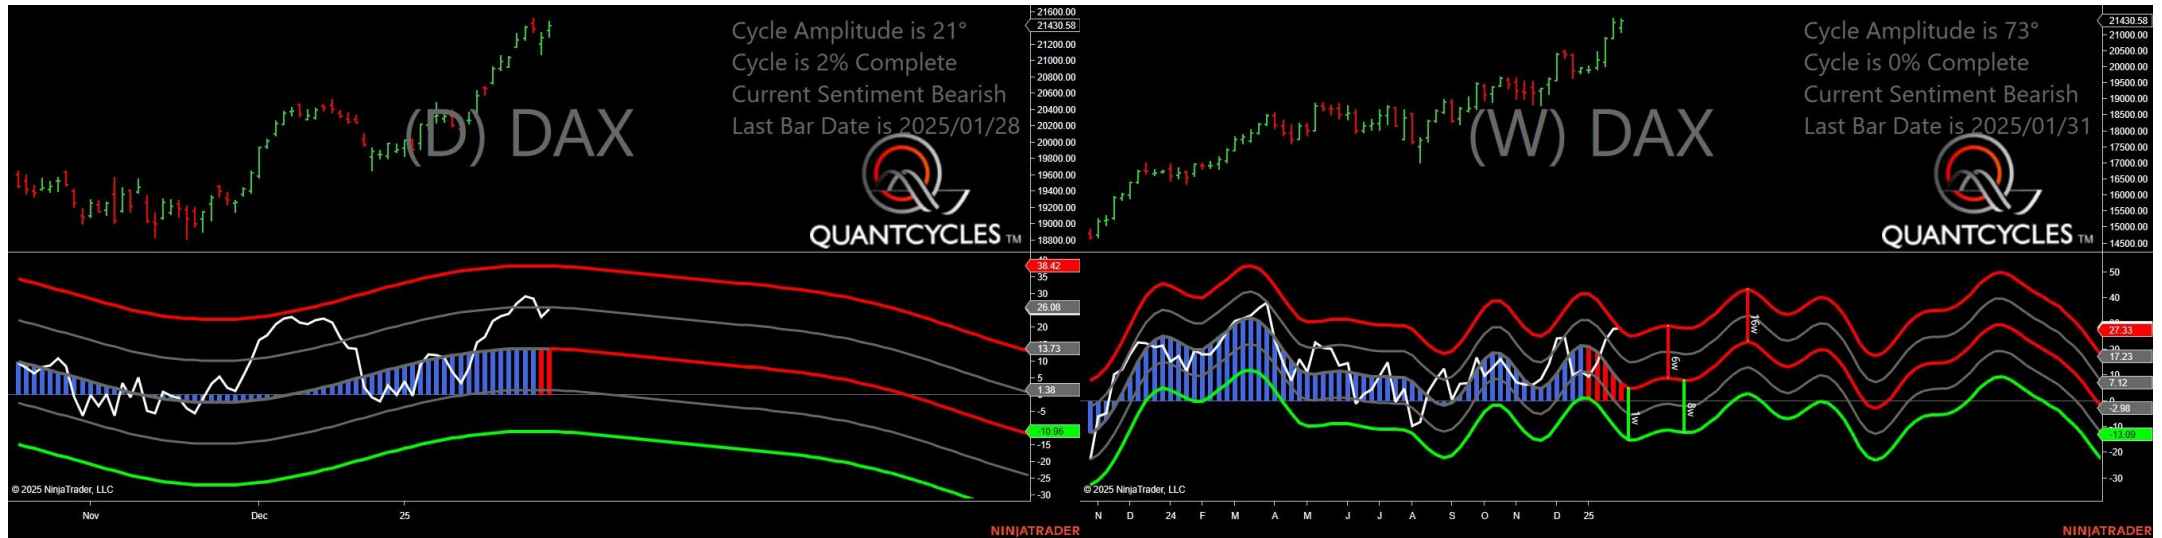 Cycle Amplitude is 21°
Cycle is 2% Complete
Current Sentiment Bearish
Last Bar Date is 2025/01/28
(D) DAX
QUANTCYCLES TM
21600.00
21430.58
21200.00
21000.00
20800.00
20600.00
20400.00
20200.00
20000.00
19800.00
19600.00
19400.00
19200.00
19000.00
18800.00
38.42
35
30
26.08
20
13.73
10
5
1.38
-5
-10.96
-15
-20
-25
-30
© 2025 NinjaTrader, LLC
Nov
Dec
25
NINJATRADER
Cycle Amplitude is 73°
Cycle is 0% Complete
Current Sentiment Bearish
Last Bar Date is 2025/01/31
(W) DAX
QUANTCYCLES TM
21430.58
21000.00
20500.00
20000.00
19500.00
19000.00
18500.00
18000.00
17500.00
17000.00
16500.00
16000.00
15500.00
15000.00
14500.00
50
40
27.33
17.23
7.12
-2.98
-13.09
-20
-30
16w
6w
1w
8w
© 2025 NinjaTrader, LLC
N D 24 F M A M J J A S O N D 25
NINJATRADER